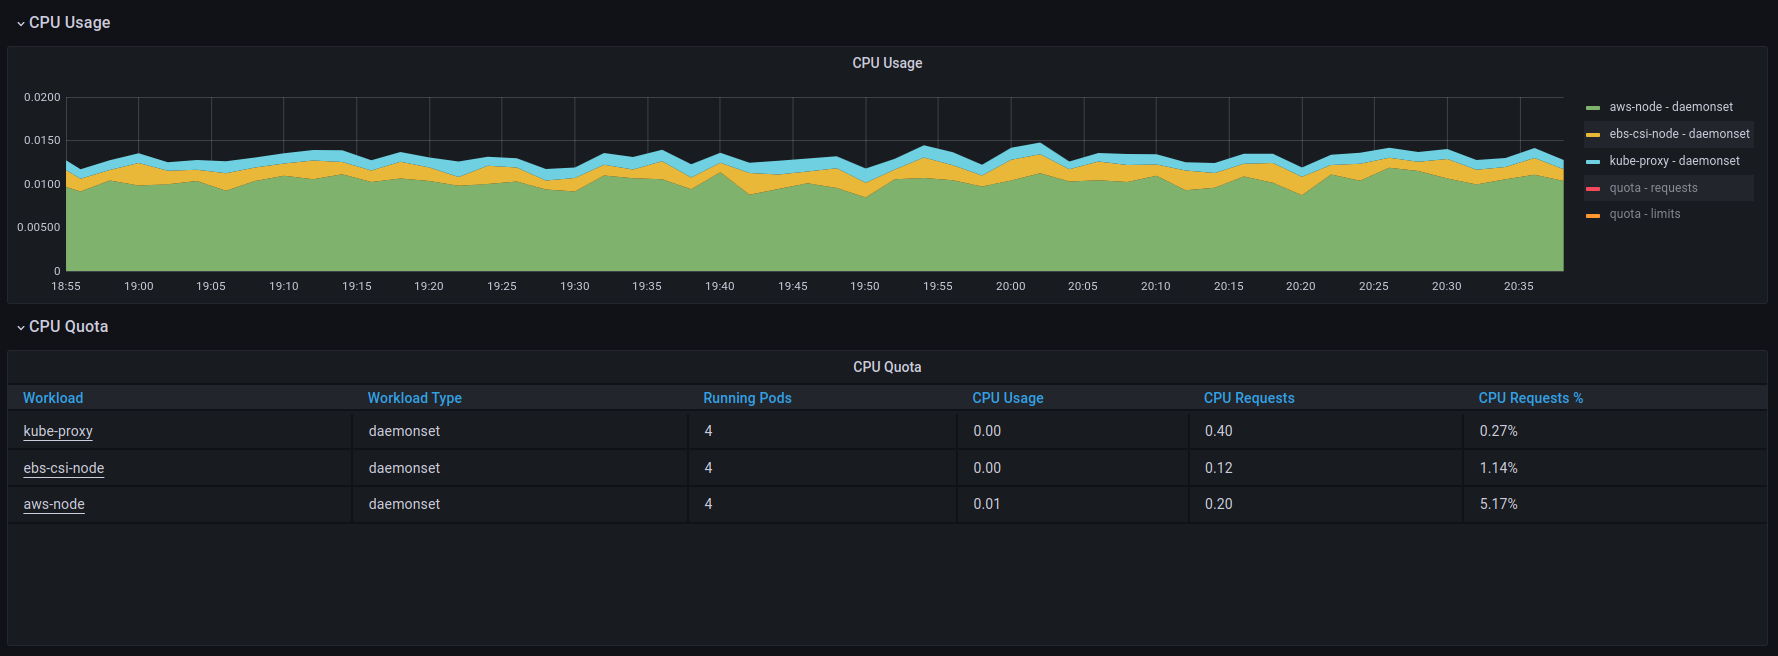 CPU Usage
CPU Usage
0.0200
0.0150
0.0100
0.00500
0
18:55 19:00 19:05 19:10 19:15 19:20 19:25 19:30 19:35 19:40 19:45 19:50 19:55 20:00 20:05 20:10 20:15 20:20 20:25 20:30 20:35
aws-node - daemonset
ebs-csi-node - daemonset
kube-proxy - daemonset
quota - requests
quota - limits
CPU Quota
CPU Quota
Workload Workload Type Running Pods CPU Usage CPU Requests CPU Requests %
kube-proxy daemonset 4 0.00 0.40 0.27%
ebs-csi-node daemonset 4 0.00 0.12 1.14%
aws-node daemonset 4 0.01 0.20 5.17%